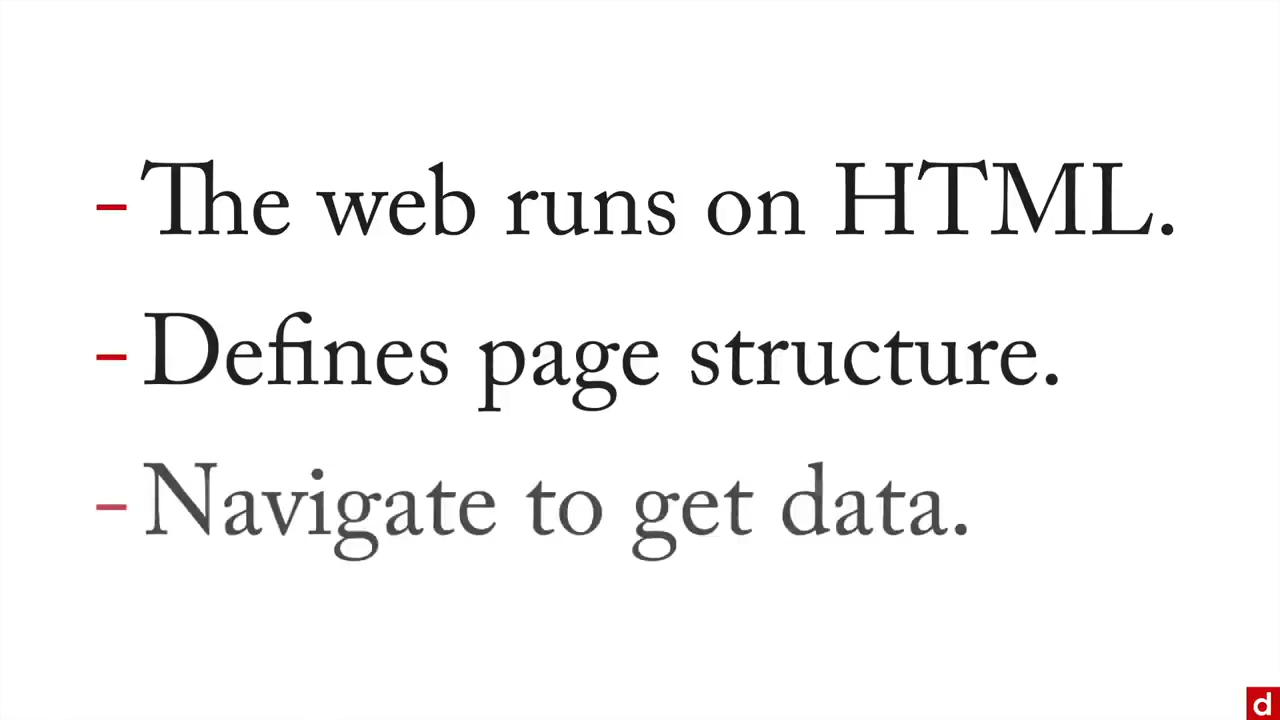 - The web runs on HTML.
- Defines page structure.
- Navigate to get data.
d